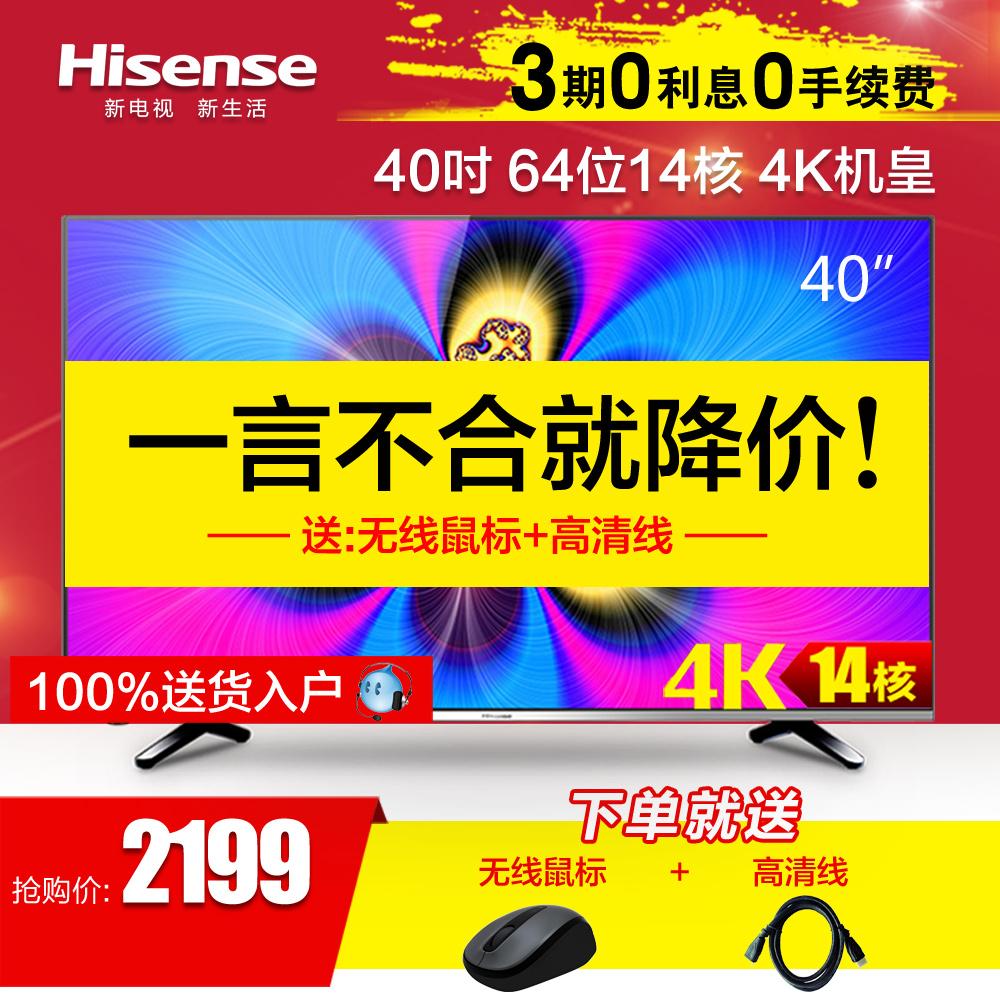 Hisense
新电视 新生活
3期0利息0手续费
40吋 64位14核 4K机皇
40"
一言不合就降价!
送:无线鼠标+高清线
4K 14核
100%送货入户
Hisense
抢购价: 2199
下单就送
无线鼠标 + 高清线